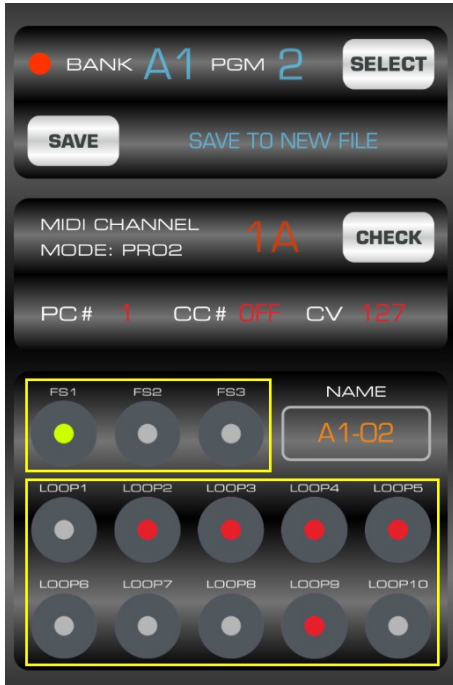 BANK A1 PGM 2 SELECT
SAVE SAVE TO NEW FILE
MIDI CHANNEL
MODE: PRO2
1A
CHECK
PC# 1 CC# OFF CV 127
FS1 FS2 FS3 NAME
A1-02
LOOP1 LOOP2 LOOP3 LOOP4 LOOP5
LOOP6 LOOP7 LOOP8 LOOP9 LOOP10